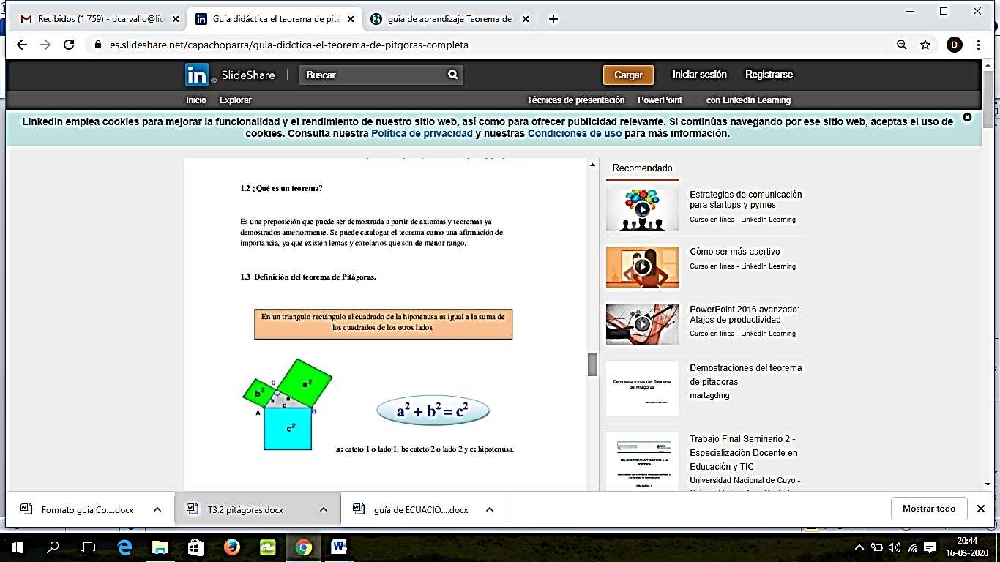 Recibidos (1.759) - dcarvallo@lice
Guia didáctica el teorema de pitá
guia de aprendizaje Teorema de
es.slideshare.net/capachoparra/guia-didctica-el-teorema-de-pitgoras-completa
D
in SlideShare
Buscar
Cargar
Iniciar sesión
Registrarse
Inicio Explorar
Técnicas de presentación PowerPoint con LinkedIn Learning
LinkedIn emplea cookies para mejorar la funcionalidad y el rendimiento de nuestro sitio web, así como para ofrecer publicidad relevante. Si continúas navegando por ese sitio web, aceptas el uso de
cookies. Consulta nuestra Política de privacidad y nuestras Condiciones de uso para más información.
1.2 ¿Qué es un teorema?
Es una preposición que puede ser demostrada a partir de axiomas y teoremas ya
demostrados anteriormente. Se puede catalogar el teorema como una afirmación de
importancia, ya que existen lemas y corolarios que son de menor rango.
1.3 Definición del teorema de Pitágoras.
En un triangulo rectángulo el cuadrado de la hipotenusa es igual a la suma de
los cuadrados de los otros lados.
C
a²
b²
b
a
c
A
B
c²
a² + b² = c²
a: cateto 1 o lado 1, b: cateto 2 o lado 2 y c: hipotenusa.
Recomendado
Estrategias de comunicación
para startups y pymes
Curso en línea - LinkedIn Learning
Cómo ser más asertivo
Curso en línea - LinkedIn Learning
PowerPoint 2016 avanzado:
Atajos de productividad
Curso en línea - LinkedIn Learning
Demostraciones del Teorema
de Pitágoras
Demostraciones del teorema
de pitágoras
martagdmg
Trabajo Final Seminario 2 -
Especialización Docente en
Educación y TIC
Universidad Nacional de Cuyo -
Formato guia Co....docx
T3.2 pitágoras.docx
guía de ECUACIO....docx
Mostrar todo
20:44
16-03-2020